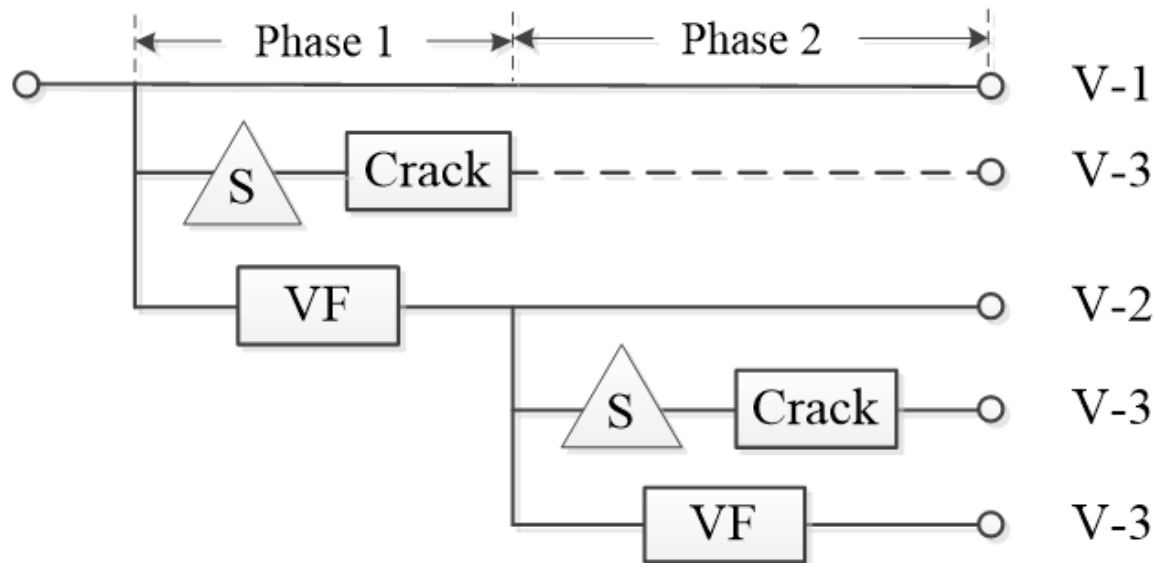 Phase 1 Phase 2
V-1
S Crack V-3
VF V-2
S Crack V-3
VF V-3